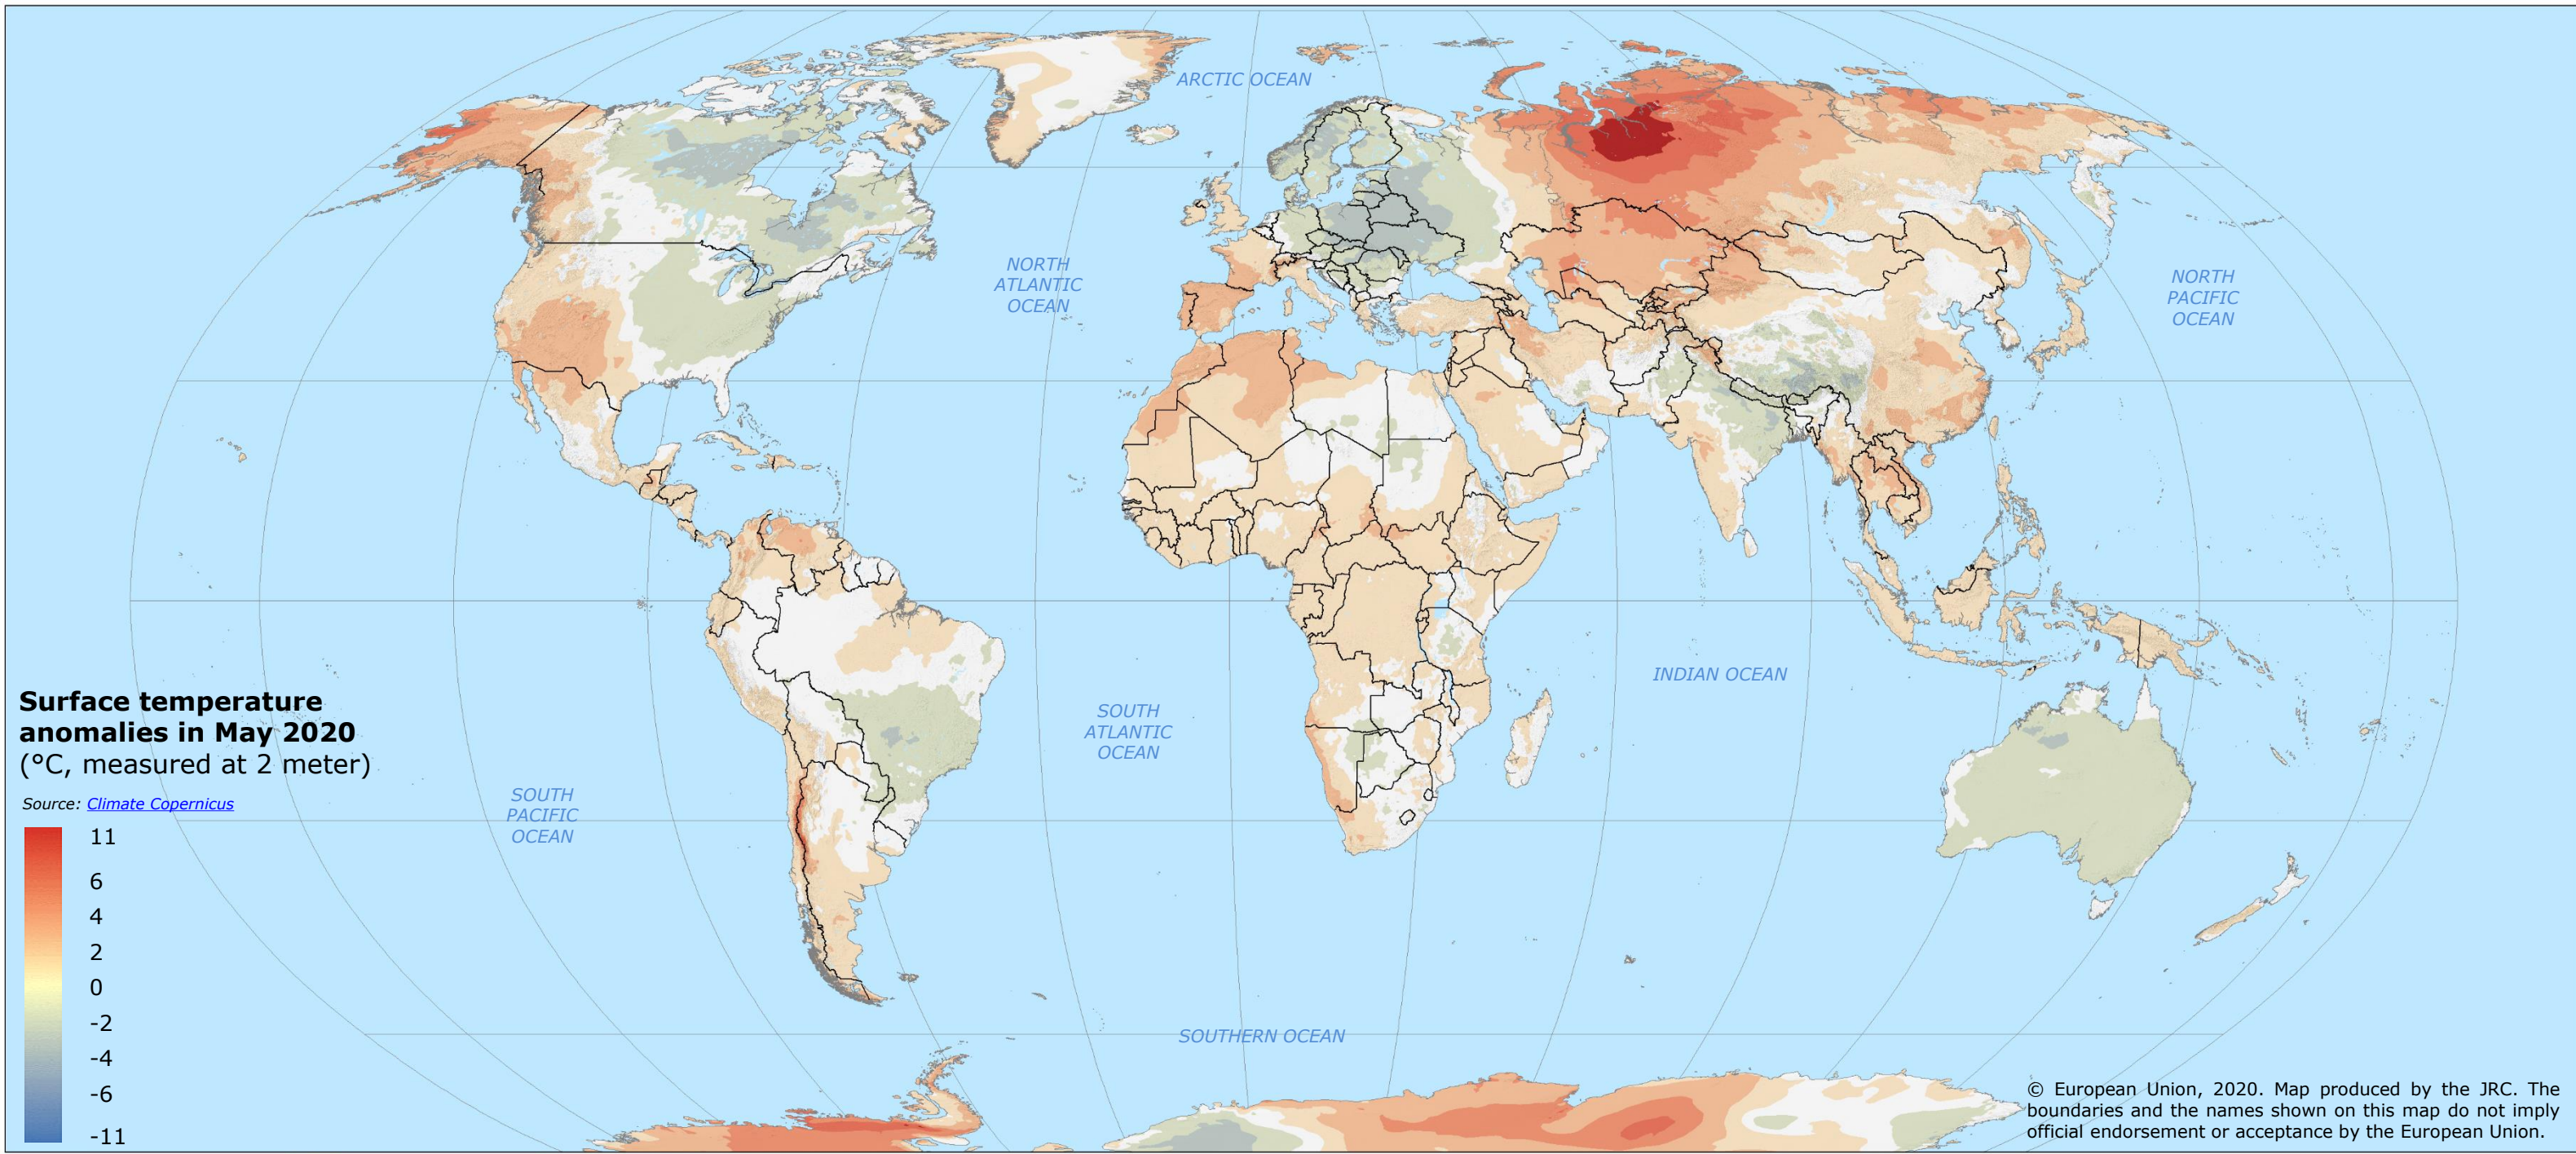 ARCTIC OCEAN
NORTH
ATLANTIC
OCEAN
NORTH
PACIFIC
OCEAN
INDIAN OCEAN
SOUTH
ATLANTIC
OCEAN
SOUTH
PACIFIC
OCEAN
SOUTHERN OCEAN
Surface temperature
anomalies in May 2020
(°C, measured at 2 meter)
Source: Climate Copernicus
11
6
4
2
0
-2
-4
-6
-11
© European Union, 2020. Map produced by the JRC. The
boundaries and the names shown on this map do not imply
official endorsement or acceptance by the European Union.